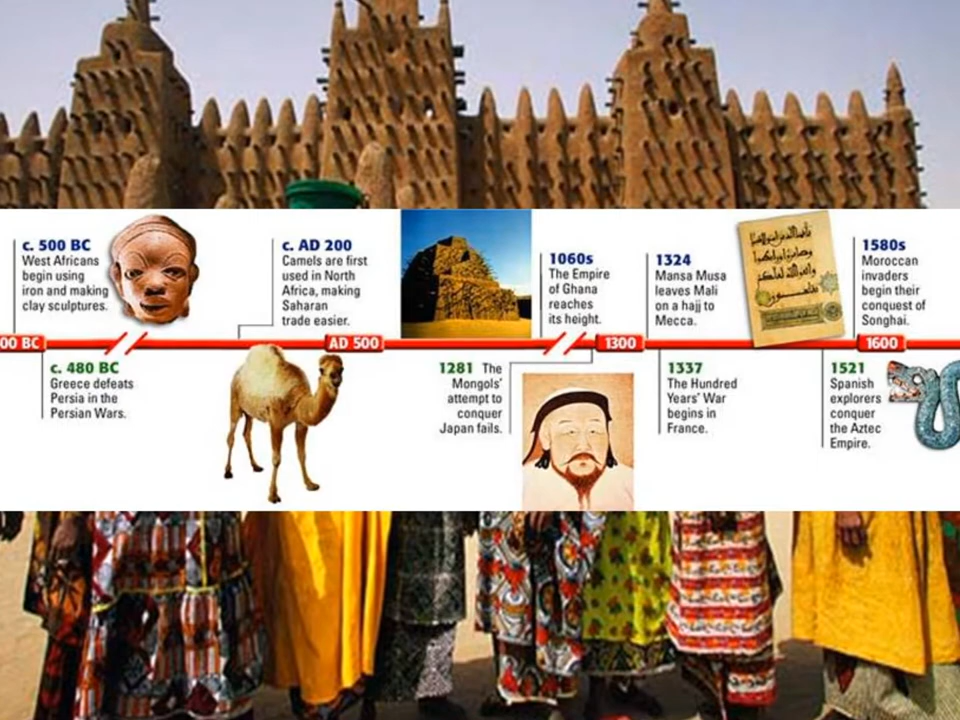 c. 500 BC
West Africans
begin using
iron and making
clay sculptures.
c. AD 200
Camels are first
used in North
Africa, making
Saharan
trade easier.
1060s
The Empire
of Ghana
reaches
its height.
1324
Mansa Musa
leaves Mali
on a hajj to
Mecca.
1580s
Moroccan
invaders
begin their
conquest of
Songhai.
00 BC
AD 500
1300
1600
c. 480 BC
Greece defeats
Persia in the
Persian Wars.
1281 The
Mongols'
attempt to
conquer
Japan fails.
1337
The Hundred
Years' War
begins in
France.
1521
Spanish
explorers
conquer
the Aztec
Empire.